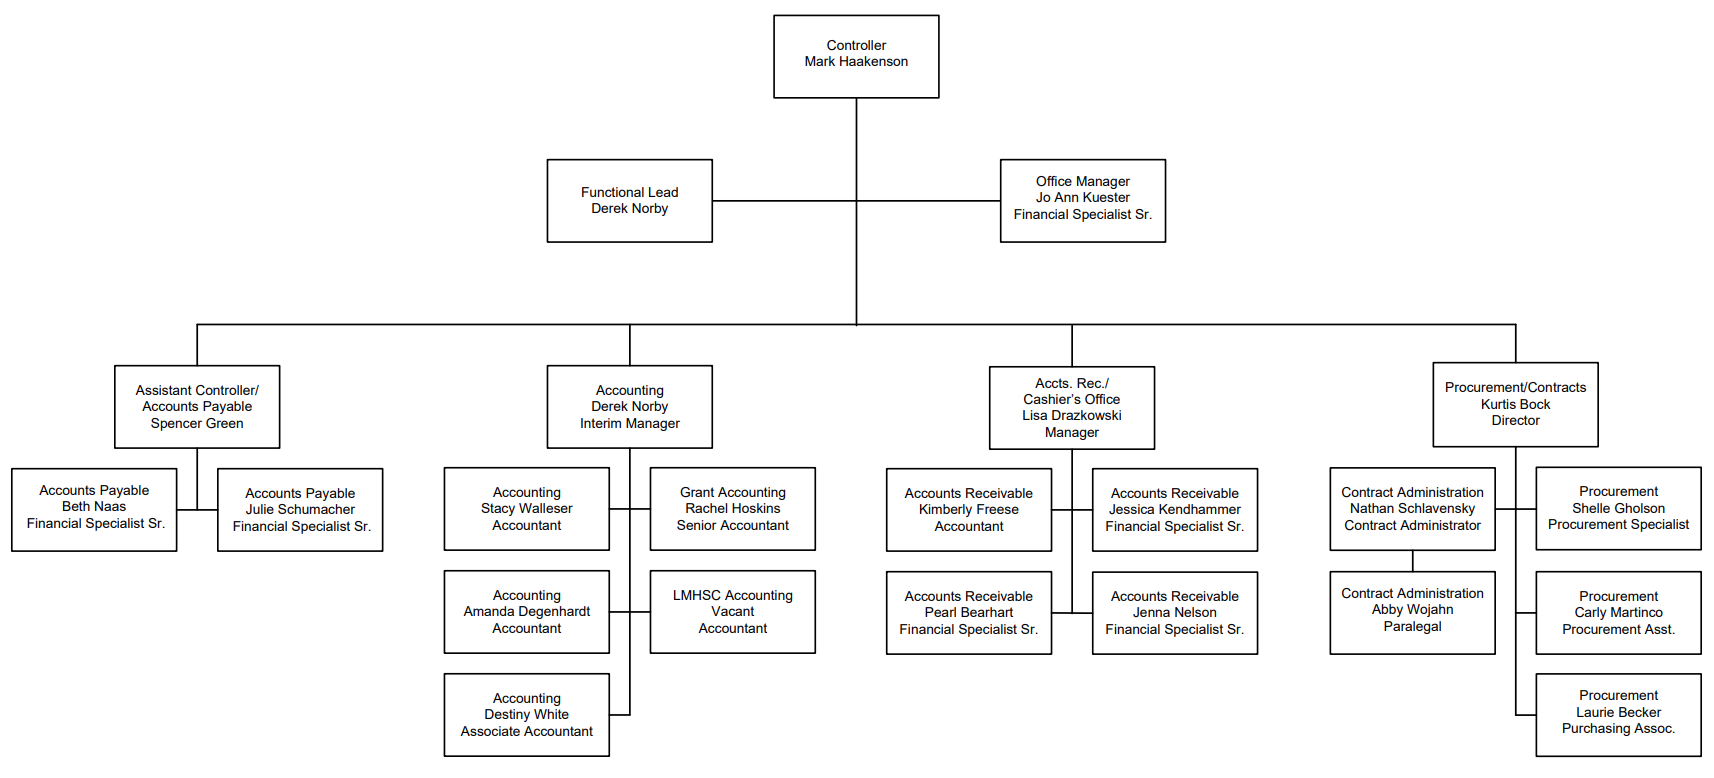 Controller
Mark Haakenson
Functional Lead
Derek Norby
Office Manager
Jo Ann Kuester
Financial Specialist Sr.
Assistant Controller/
Accounts Payable
Spencer Green
Accounting
Derek Norby
Interim Manager
Accts. Rec./
Cashier’s Office
Lisa Drazkowski
Manager
Procurement/Contracts
Kurtis Bock
Director
Accounts Payable
Beth Naas
Financial Specialist Sr.
Accounts Payable
Julie Schumacher
Financial Specialist Sr.
Accounting
Stacy Walleser
Accountant
Grant Accounting
Rachel Hoskins
Senior Accountant
Accounting
Amanda Degenhardt
Accountant
LMHSC Accounting
Vacant
Accountant
Accounting
Destiny White
Associate Accountant
Accounts Receivable
Kimberly Freese
Accountant
Accounts Receivable
Jessica Kendhammer
Financial Specialist Sr.
Accounts Receivable
Pearl Bearhart
Financial Specialist Sr.
Accounts Receivable
Jenna Nelson
Financial Specialist Sr.
Contract Administration
Nathan Schlavensky
Contract Administrator
Procurement
Shelle Gholson
Procurement Specialist
Contract Administration
Abby Wojahn
Paralegal
Procurement
Carly Martinco
Procurement Asst.
Procurement
Laurie Becker
Purchasing Assoc.